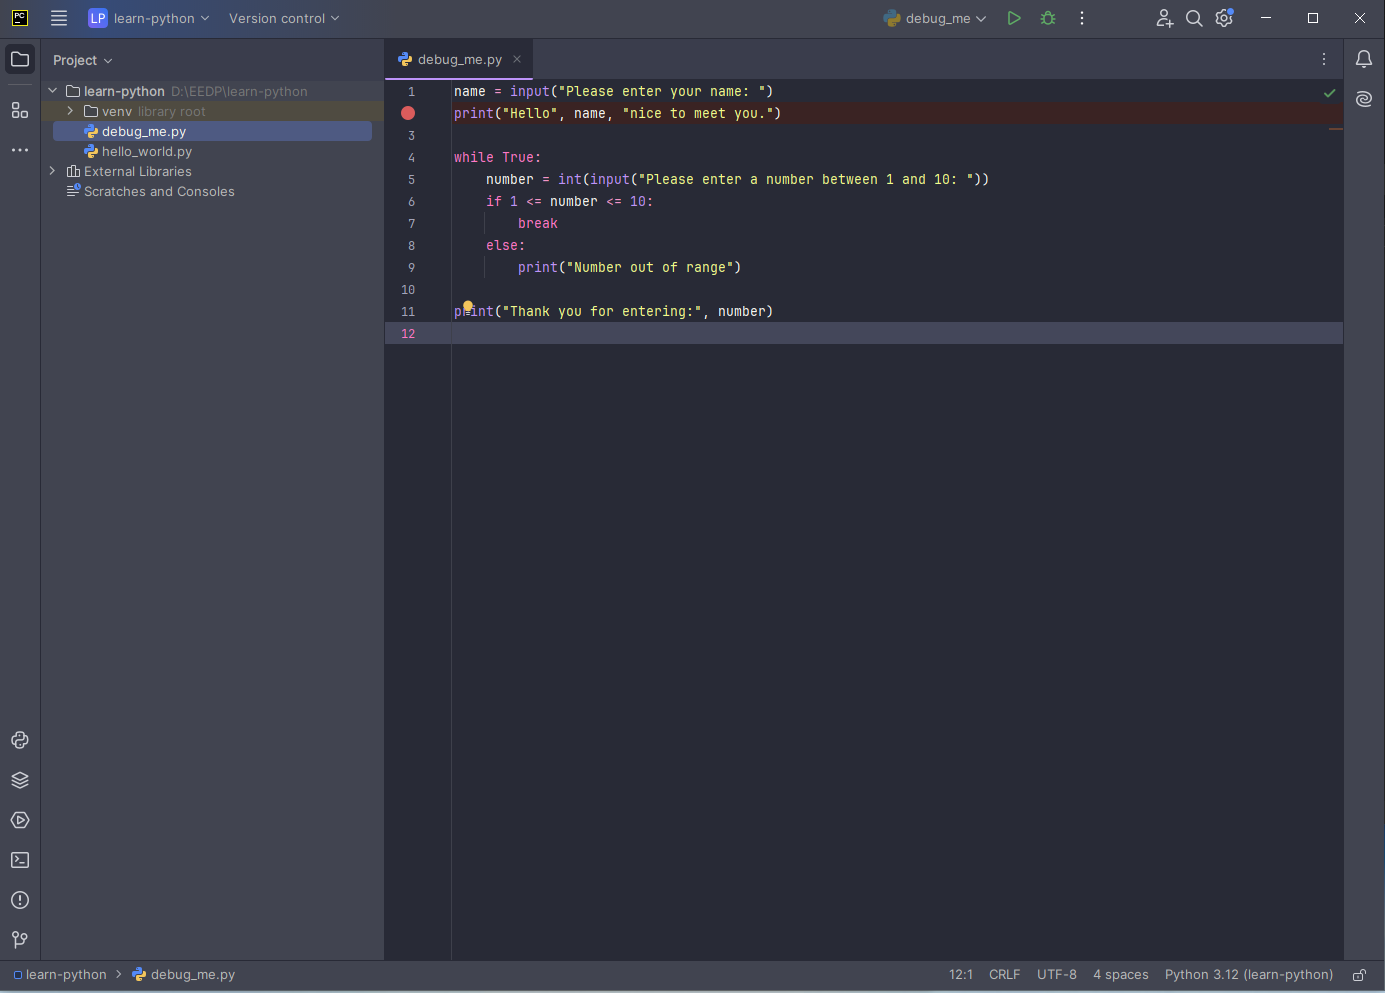 PC LP learn-python Version control debug_me
Project
debug_me.py
learn-python D:\EEDP\learn-python
venv library root
debug_me.py
hello_world.py
External Libraries
Scratches and Consoles
1 name = input("Please enter your name: ")
print("Hello", name, "nice to meet you.")
3
4 while True:
5 number = int(input("Please enter a number between 1 and 10: "))
6 if 1 <= number <= 10:
7 break
8 else:
9 print("Number out of range")
10
11 print("Thank you for entering:", number)
12
learn-python debug_me.py 12:1 CRLF UTF-8 4 spaces Python 3.12 (learn-python)